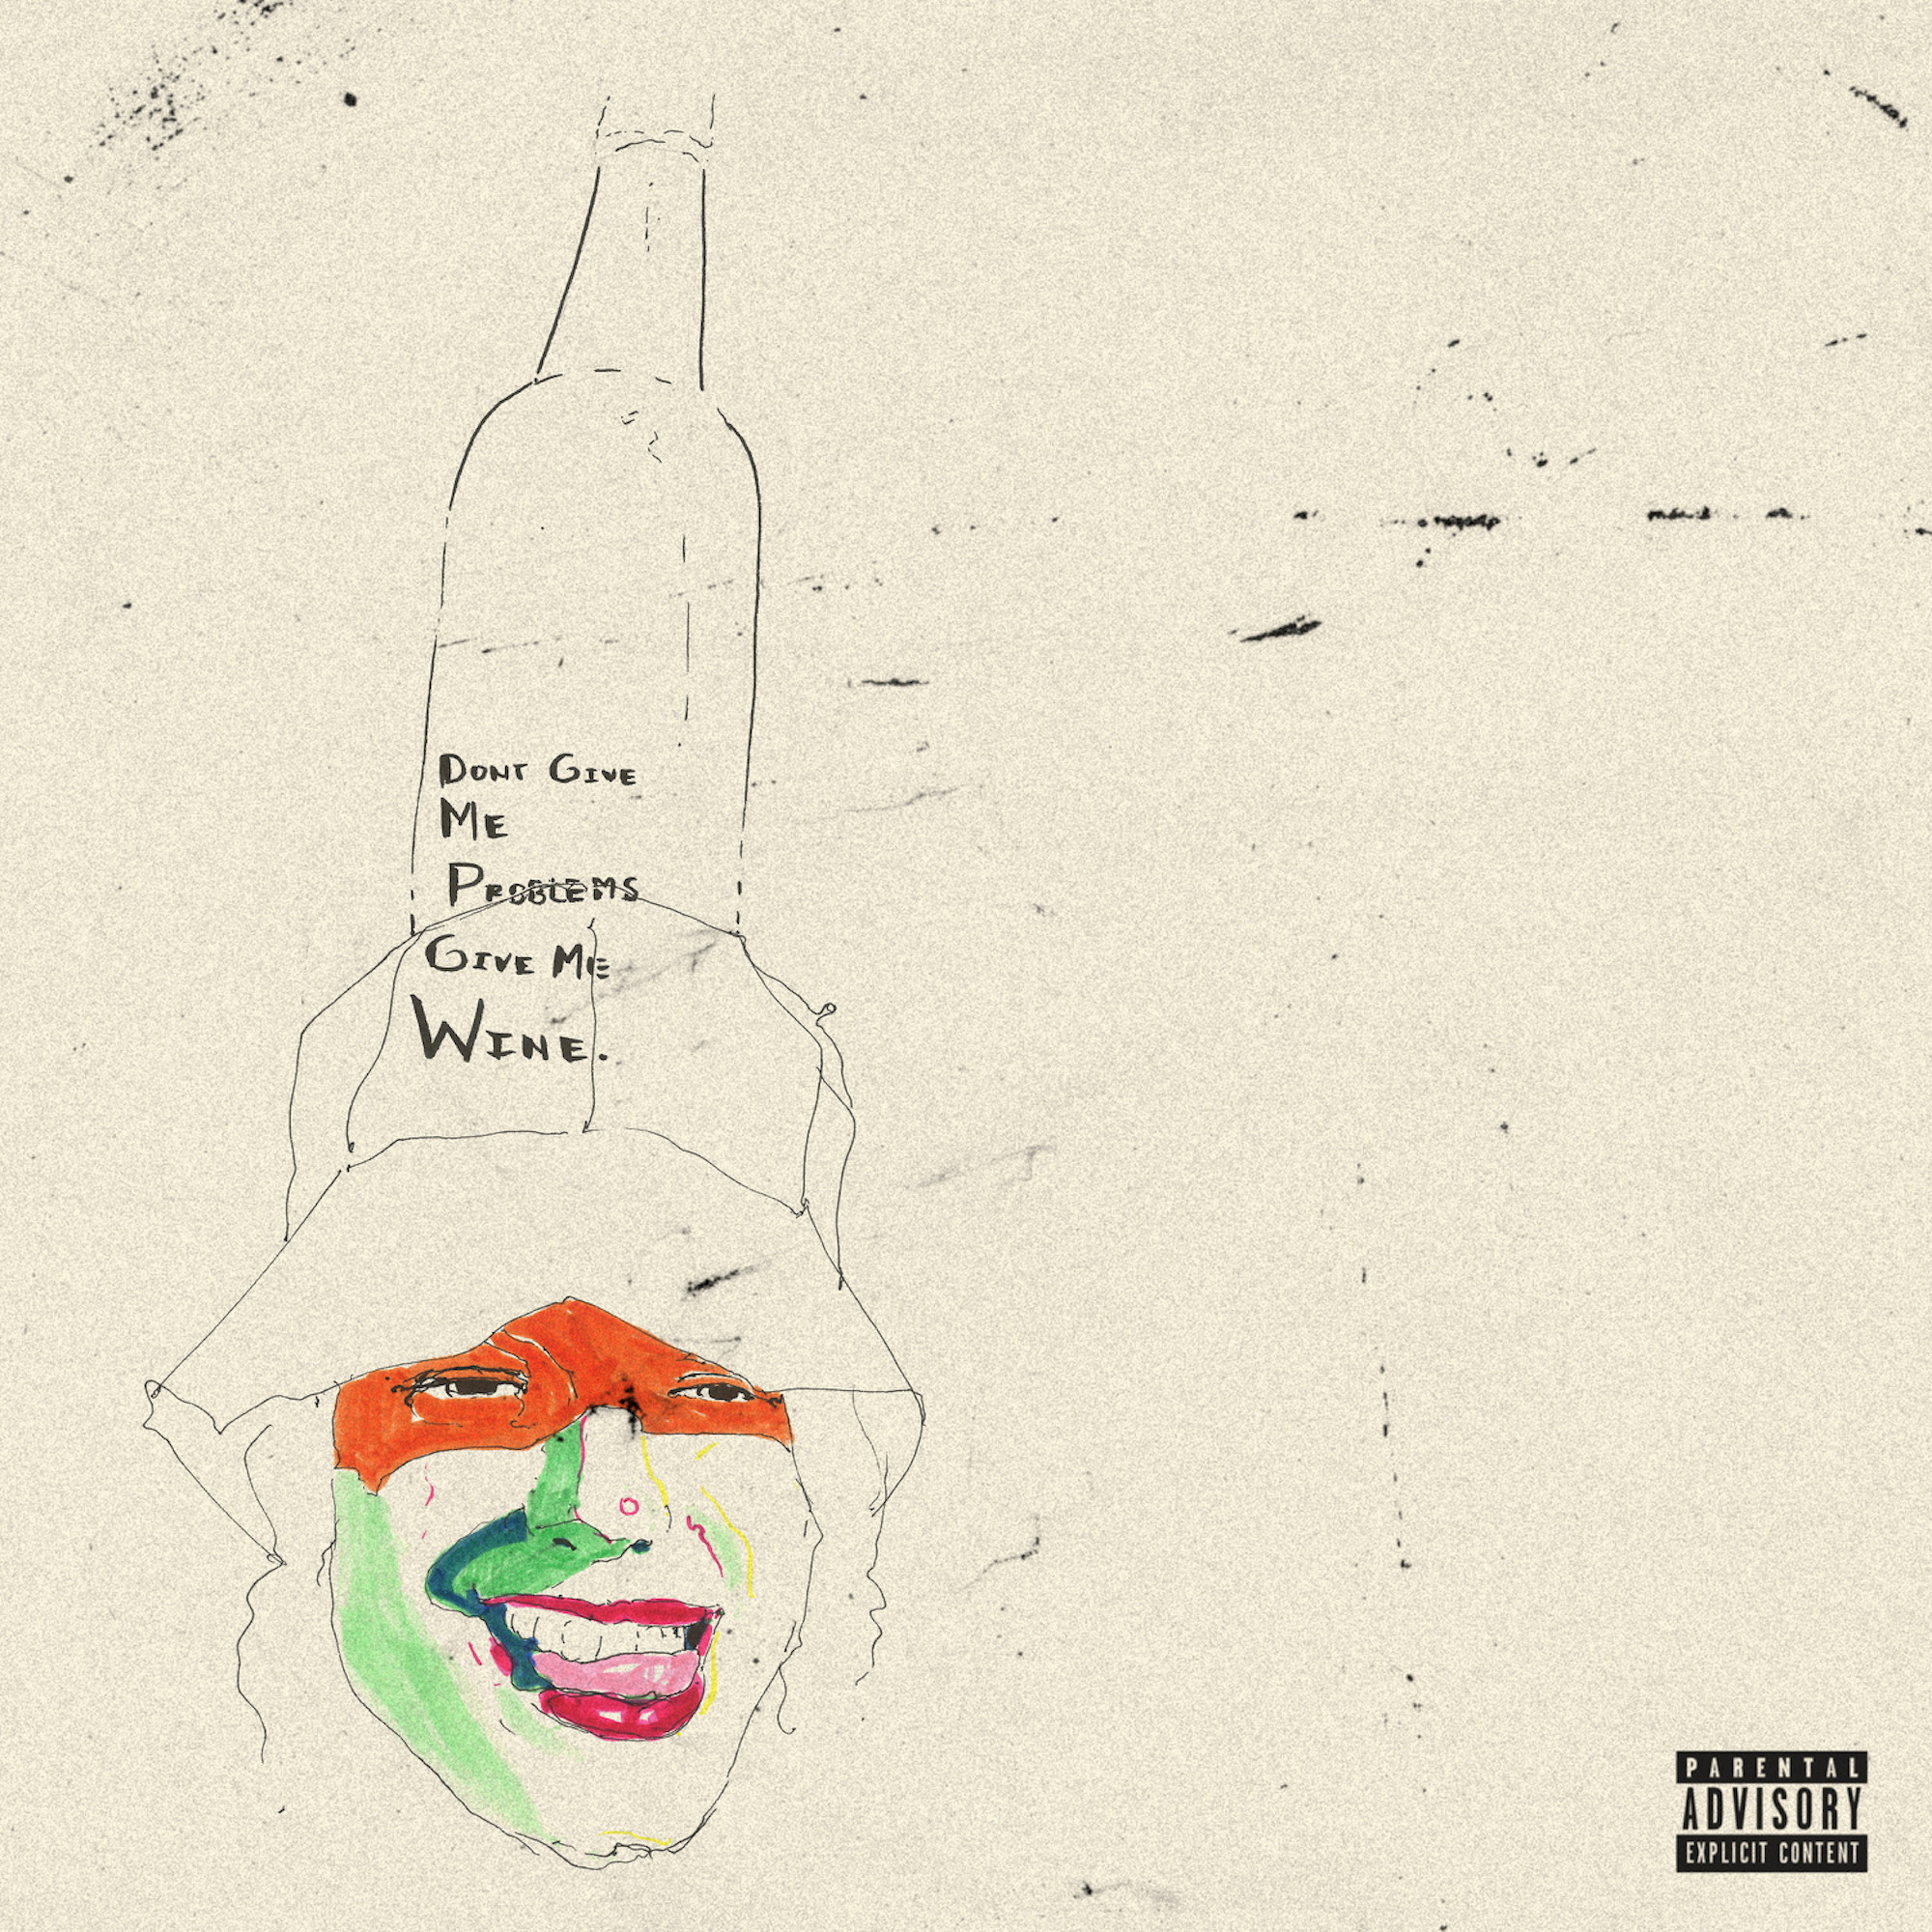 DONT GIVE
ME
PROBLEMS
GIVE ME
WINE.
PARENTAL
ADVISORY
EXPLICIT CONTENT